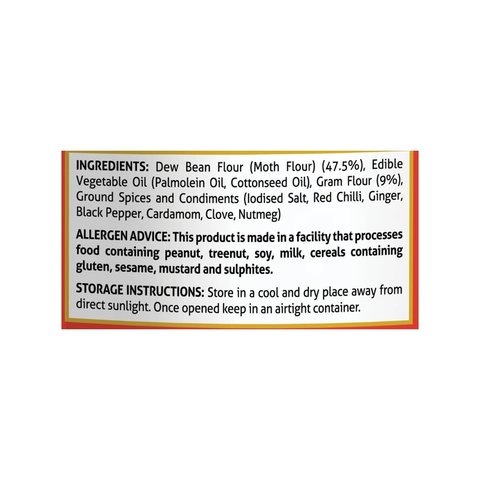 INGREDIENTS: Dew Bean Flour (Moth Flour) (47.5%), Edible
Vegetable Oil (Palmolein Oil, Cottonseed Oil), Gram Flour (9%),
Ground Spices and Condiments (Iodised Salt, Red Chilli, Ginger,
Black Pepper, Cardamom, Clove, Nutmeg)
ALLERGEN ADVICE: This product is made in a facility that processes
food containing peanut, treenut, soy, milk, cereals containing
gluten, sesame, mustard and sulphites.
STORAGE INSTRUCTIONS: Store in a cool and dry place away from
direct sunlight. Once opened keep in an airtight container.